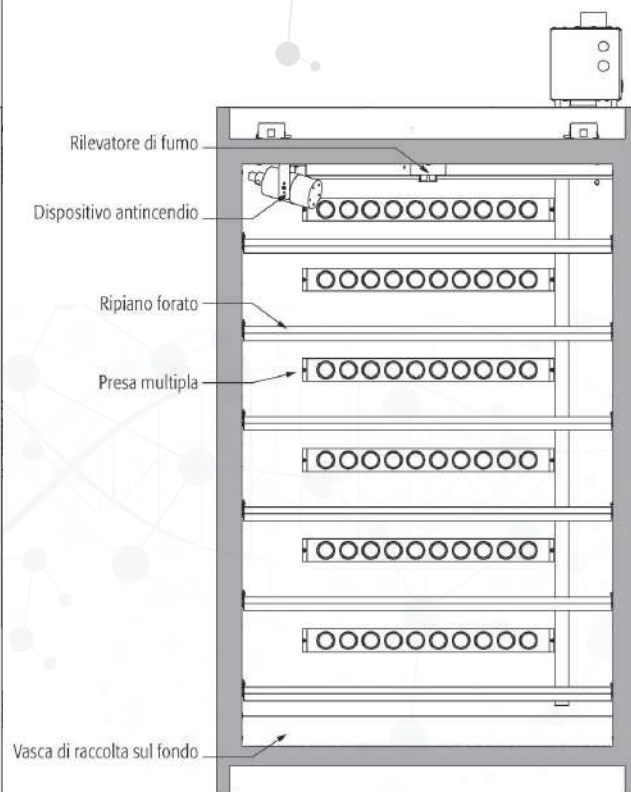 Rilevatore di fumo
Dispositivo antincendio
Ripiano forato
Presa multipla
Vasca di raccolta sul fondo